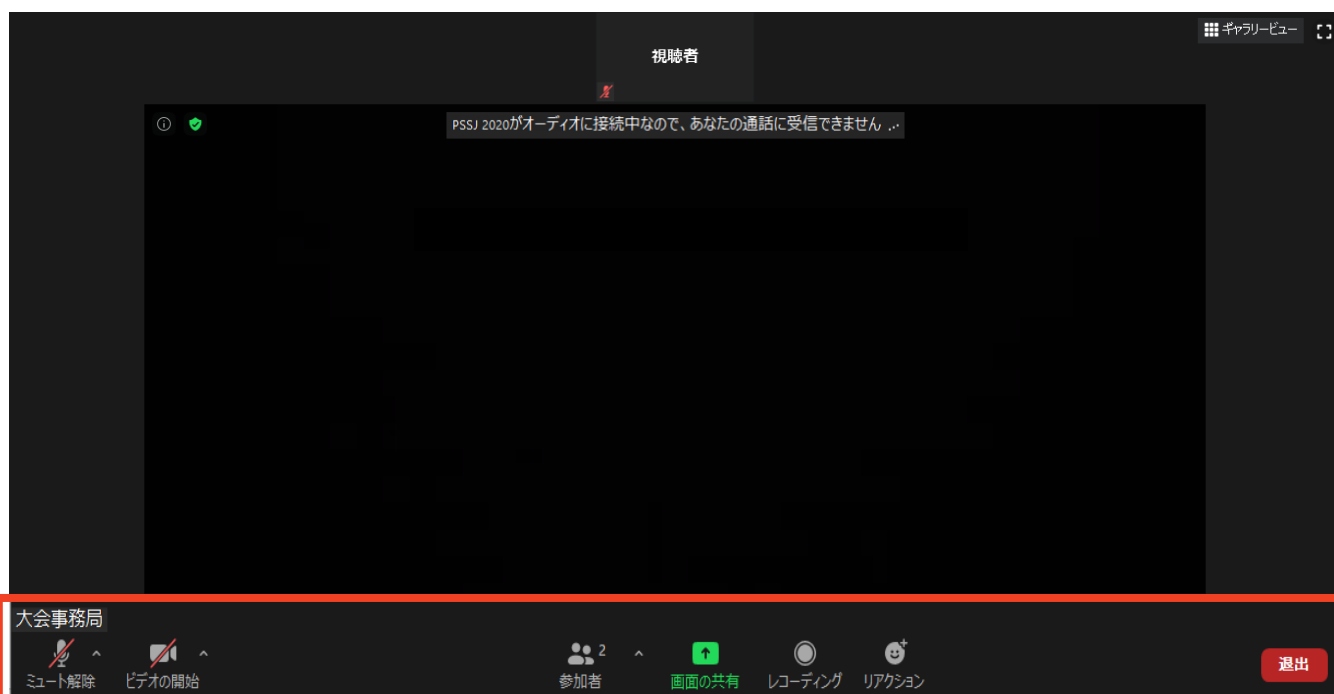 ギャラリービュー
視聴者
PSSJ 2020がオーディオに接続中なので、あなたの通話に受信できません ...
大会事務局
ミュート解除
ビデオの開始
2
参加者
画面の共有
レコーディング
リアクション
退出